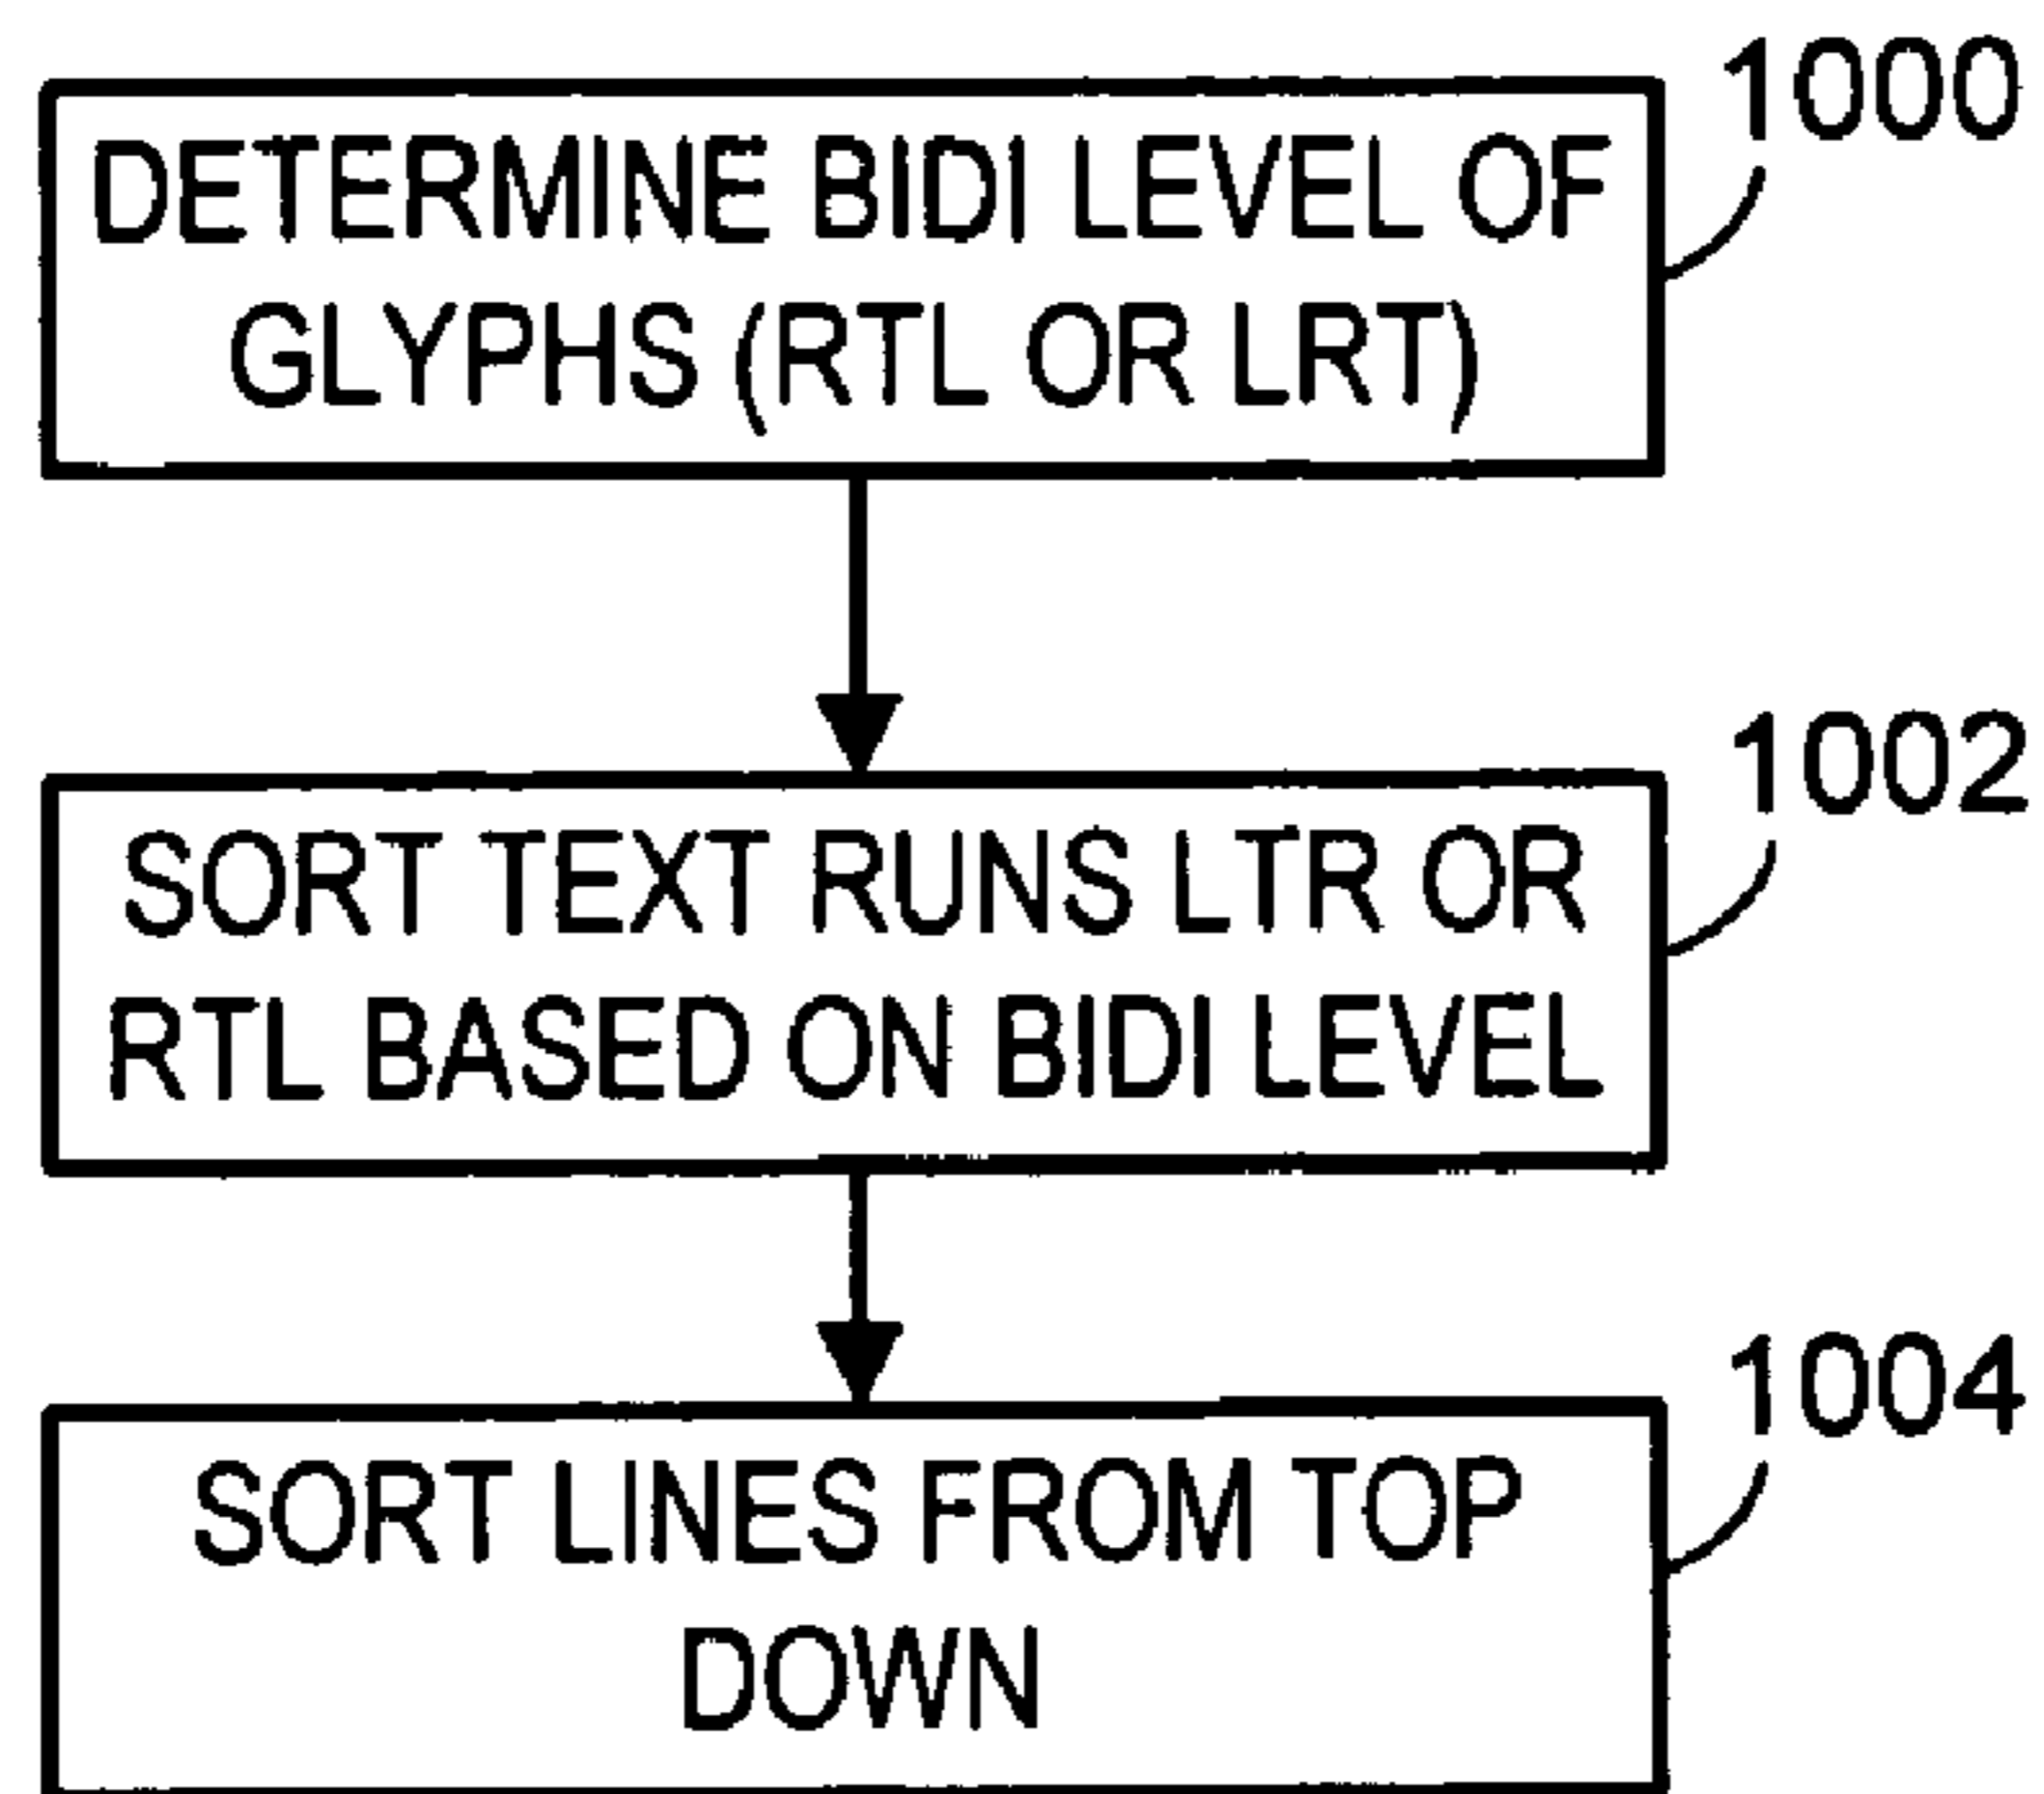 1000
DETERMINE BIDI LEVEL OF
GLYPHS (RTL OR LRT)
1002
SORT TEXT RUNS LTR OR
RTL BASED ON BIDI LEVEL
1004
SORT LINES FROM TOP
DOWN